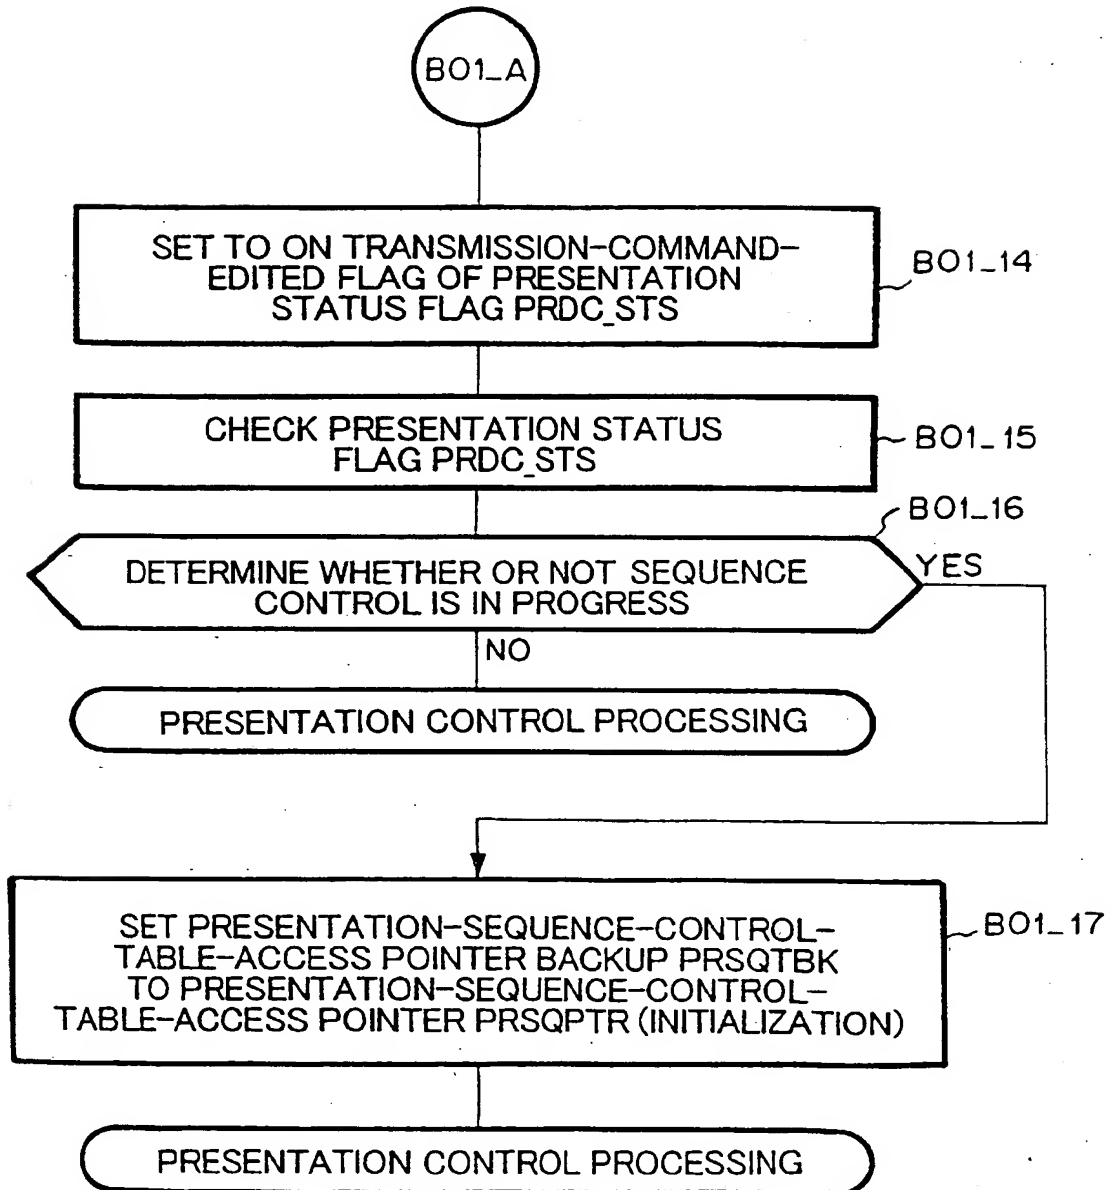 B01_A
SET TO ON TRANSMISSION-COMMAND-
EDITED FLAG OF PRESENTATION
STATUS FLAG PRDC_STS
B01_14
CHECK PRESENTATION STATUS
FLAG PRDC_STS
B01_15
B01_16
DETERMINE WHETHER OR NOT SEQUENCE
CONTROL IS IN PROGRESS
YES
NO
PRESENTATION CONTROL PROCESSING
SET PRESENTATION-SEQUENCE-CONTROL-
TABLE-ACCESS POINTER BACKUP PRSQTBK
TO PRESENTATION-SEQUENCE-CONTROL-
TABLE-ACCESS POINTER PRSQPTR (INITIALIZATION)
B01_17
PRESENTATION CONTROL PROCESSING